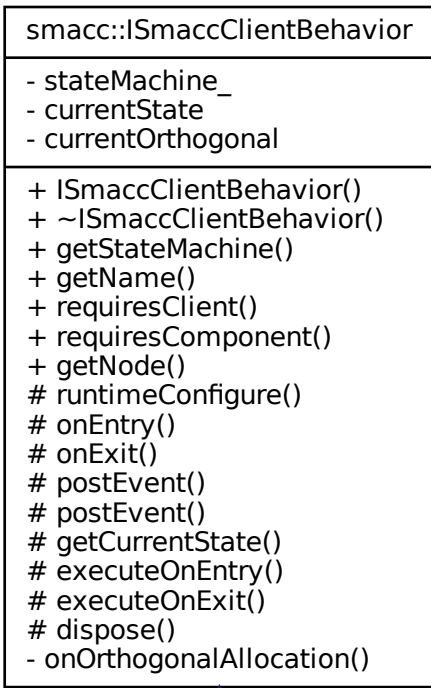 smacc::ISmaccClientBehavior
- stateMachine_
- currentState
- currentOrthogonal
+ ISmaccClientBehavior()
+ ~ISmaccClientBehavior()
+ getStateMachine()
+ getName()
+ requiresClient()
+ requiresComponent()
+ getNode()
# runtimeConfigure()
# onEntry()
# onExit()
# postEvent()
# postEvent()
# getCurrentState()
# executeOnEntry()
# executeOnExit()
# dispose()
- onOrthogonalAllocation()